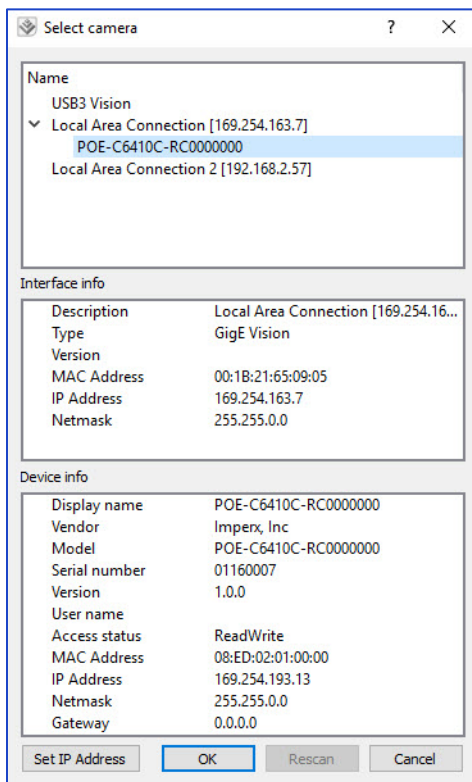 Select camera ? X
Name
USB3 Vision
Local Area Connection [169.254.163.7]
POE-C6410C-RC0000000
Local Area Connection 2 [192.168.2.57]
Interface info
Description Local Area Connection [169.254.16...
Type GigE Vision
Version
MAC Address 00:1B:21:65:09:05
IP Address 169.254.163.7
Netmask 255.255.0.0
Device info
Display name POE-C6410C-RC0000000
Vendor Imperx, Inc
Model POE-C6410C-RC0000000
Serial number 01160007
Version 1.0.0
User name
Access status ReadWrite
MAC Address 08:ED:02:01:00:00
IP Address 169.254.193.13
Netmask 255.255.0.0
Gateway 0.0.0.0
Set IP Address OK Rescan Cancel